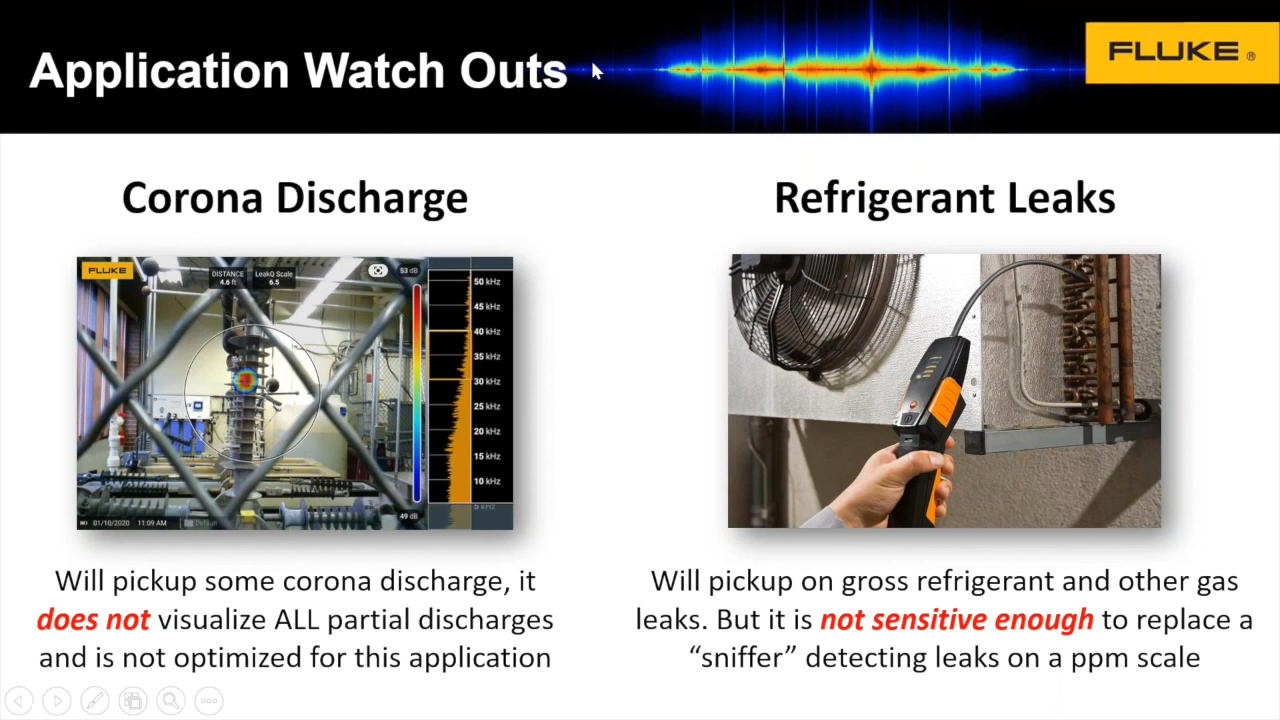 Application Watch Outs
FLUKE ®
Corona Discharge
Refrigerant Leaks
FLUKE
DISTANCE
4.6 ft
LeakQ Scale
6.5
53 dB
50 kHz
45 kHz
40 kHz
35 kHz
30 kHz
25 kHz
20 kHz
15 kHz
10 kHz
5 kHz
49 dB
01/10/2020 11:09 AM Default
Will pickup some corona discharge, it
does not visualize ALL partial discharges
and is not optimized for this application
Will pickup on gross refrigerant and other gas
leaks. But it is not sensitive enough to replace a
“sniffer” detecting leaks on a ppm scale